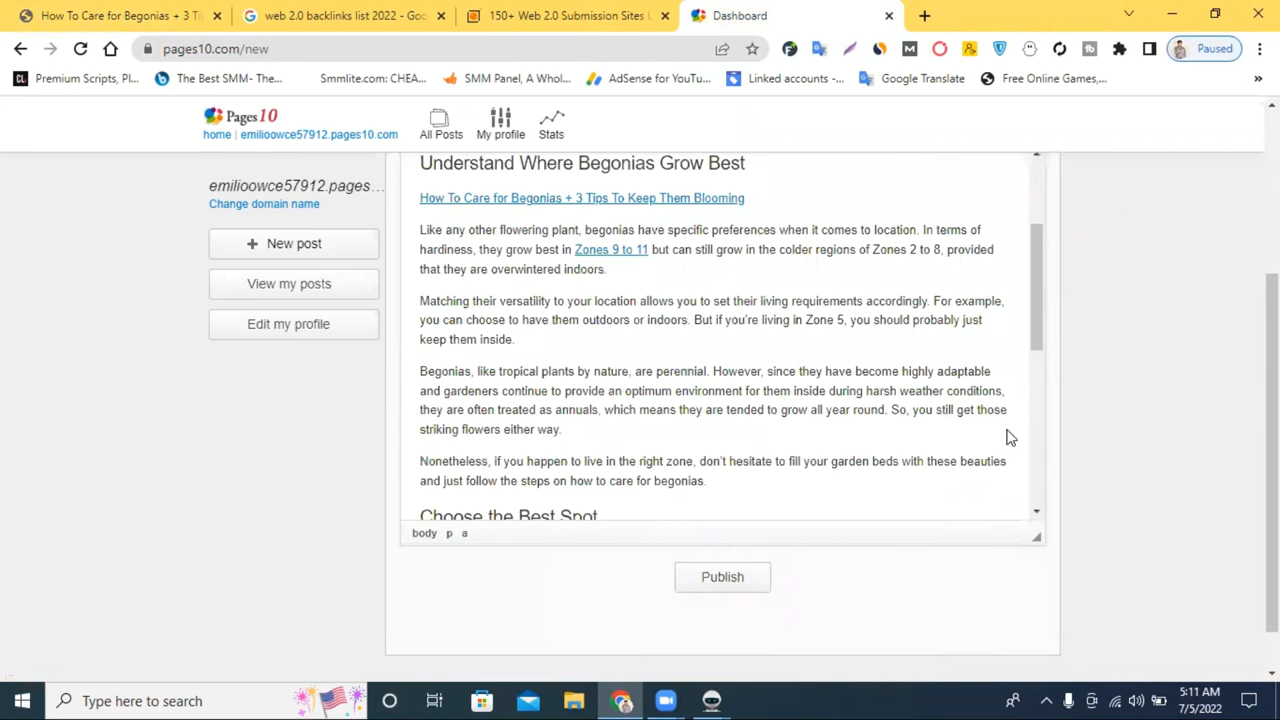 How To Care for Begonias + 3 Ti
web 2.0 backlinks list 2022 - Goo
150+ Web 2.0 Submission Sites L
Dashboard
pages10.com/new
Paused
Premium Scripts, Pl...
The Best SMM- The...
Smmlite.com: CHEA...
SMM Panel, A Whol...
AdSense for YouTu...
Linked accounts -...
Google Translate
Free Online Games,...
Pages10
home | emilioowce57912.pages10.com
All Posts
My profile
Stats
emilioowce57912.pages...
Change domain name
+ New post
View my posts
Edit my profile
Understand Where Begonias Grow Best
How To Care for Begonias + 3 Tips To Keep Them Blooming
Like any other flowering plant, begonias have specific preferences when it comes to location. In terms of
hardiness, they grow best in Zones 9 to 11 but can still grow in the colder regions of Zones 2 to 8, provided
that they are overwintered indoors.
Matching their versatility to your location allows you to set their living requirements accordingly. For example,
you can choose to have them outdoors or indoors. But if you're living in Zone 5, you should probably just
keep them inside.
Begonias, like tropical plants by nature, are perennial. However, since they have become highly adaptable
and gardeners continue to provide an optimum environment for them inside during harsh weather conditions,
they are often treated as annuals, which means they are tended to grow all year round. So, you still get those
striking flowers either way.
Nonetheless, if you happen to live in the right zone, don't hesitate to fill your garden beds with these beauties
and just follow the steps on how to care for begonias.
Choose the Best Spot
body p a
Publish
Type here to search
5:11 AM
7/5/2022